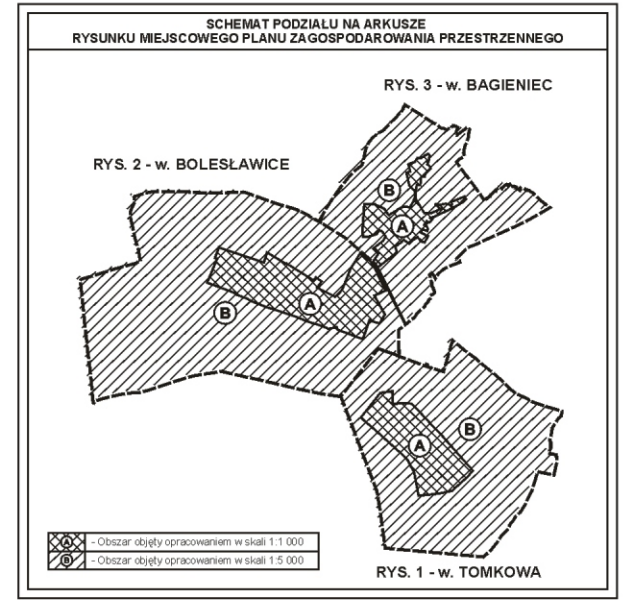 SCHEMAT PODZIAŁU NA ARKUSZE
RYSUNKU MIEJSCOWEGO PLANU ZAGOSPODAROWANIA PRZESTRZENNEGO
RYS. 3 - w. BAGIENIEC
RYS. 2 - w. BOLESŁAWICE
B
A
A
B
B
A
A - Obszar objęty opracowaniem w skali 1:1 000
B - Obszar objęty opracowaniem w skali 1:5 000
RYS. 1 - w. TOMKOWA